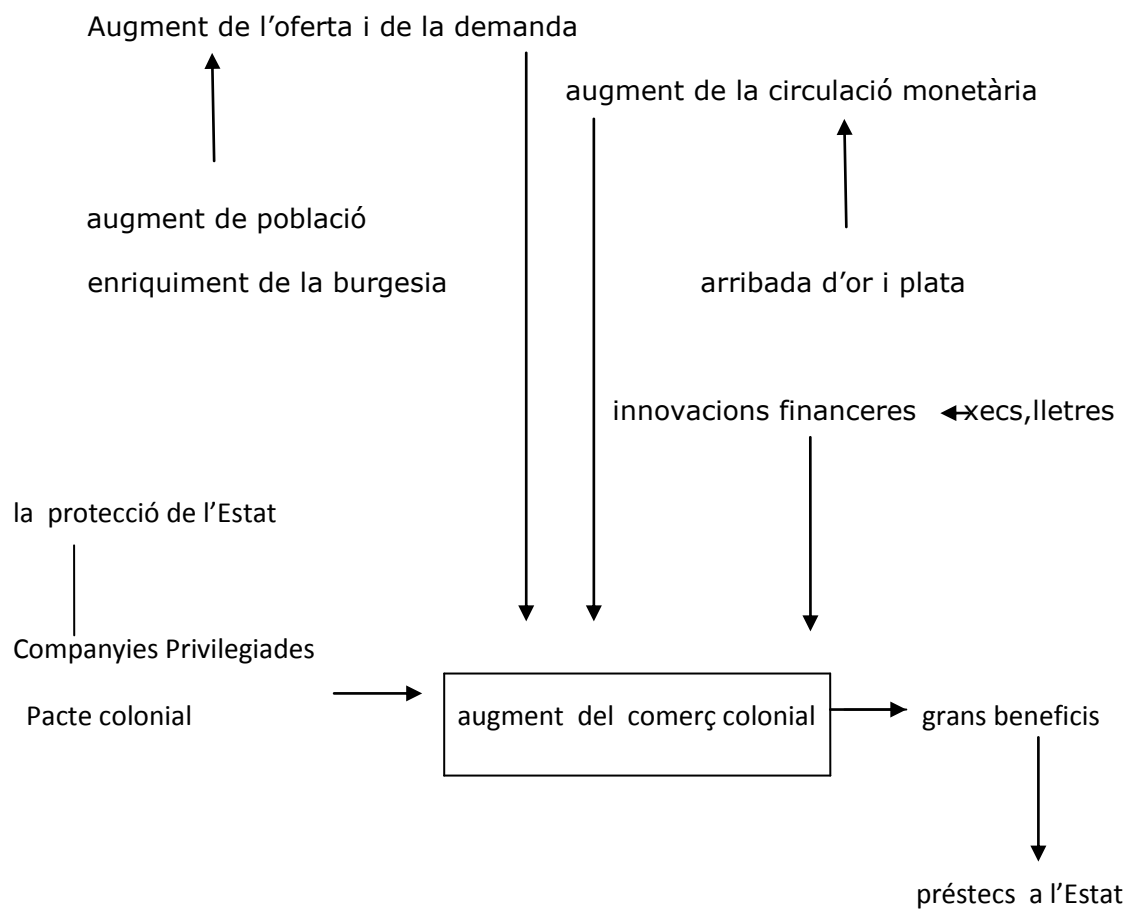 Augment de l’oferta i de la demanda
augment de la circulació monetària
augment de població
enriquiment de la burgesia
arribada d’or i plata
innovacions financeres
xecs,lletres
la protecció de l’Estat
Companyies Privilegiades
Pacte colonial
augment del comerç colonial
grans beneficis
préstecs a l’Estat